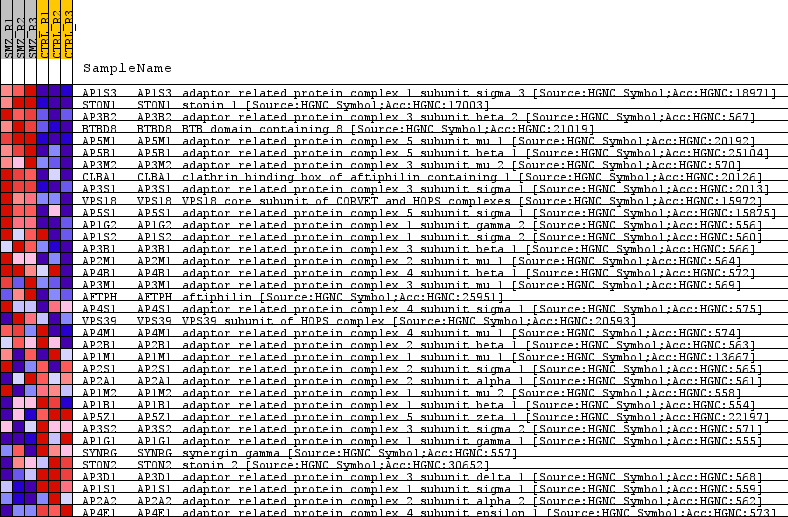 SMZ_R1
SMZ_R2
SMZ_R3
CTRL_R1
CTRL_R2
CTRL_R3
SampleName
AP1S3 AP1S3 adaptor related protein complex 1 subunit sigma 3 [Source:HGNC Symbol;Acc:HGNC:18971]
STON1 STON1 stonin 1 [Source:HGNC Symbol;Acc:HGNC:17003]
AP3B2 AP3B2 adaptor related protein complex 3 subunit beta 2 [Source:HGNC Symbol;Acc:HGNC:567]
BTBD8 BTBD8 BTB domain containing 8 [Source:HGNC Symbol;Acc:HGNC:21019]
AP5M1 AP5M1 adaptor related protein complex 5 subunit mu 1 [Source:HGNC Symbol;Acc:HGNC:20192]
AP5B1 AP5B1 adaptor related protein complex 5 subunit beta 1 [Source:HGNC Symbol;Acc:HGNC:25104]
AP3M2 AP3M2 adaptor related protein complex 3 subunit mu 2 [Source:HGNC Symbol;Acc:HGNC:570]
CLBA1 CLBA1 clathrin binding box of aftiphilin containing 1 [Source:HGNC Symbol;Acc:HGNC:20126]
AP3S1 AP3S1 adaptor related protein complex 3 subunit sigma 1 [Source:HGNC Symbol;Acc:HGNC:2013]
VPS18 VPS18 VPS18 core subunit of CORVET and HOPS complexes [Source:HGNC Symbol;Acc:HGNC:15972]
AP5S1 AP5S1 adaptor related protein complex 5 subunit sigma 1 [Source:HGNC Symbol;Acc:HGNC:15875]
AP1G2 AP1G2 adaptor related protein complex 1 subunit gamma 2 [Source:HGNC Symbol;Acc:HGNC:556]
AP1S2 AP1S2 adaptor related protein complex 1 subunit sigma 2 [Source:HGNC Symbol;Acc:HGNC:560]
AP3B1 AP3B1 adaptor related protein complex 3 subunit beta 1 [Source:HGNC Symbol;Acc:HGNC:566]
AP2M1 AP2M1 adaptor related protein complex 2 subunit mu 1 [Source:HGNC Symbol;Acc:HGNC:564]
AP4B1 AP4B1 adaptor related protein complex 4 subunit beta 1 [Source:HGNC Symbol;Acc:HGNC:572]
AP3M1 AP3M1 adaptor related protein complex 3 subunit mu 1 [Source:HGNC Symbol;Acc:HGNC:569]
AFTPH AFTPH aftiphilin [Source:HGNC Symbol;Acc:HGNC:25951]
AP4S1 AP4S1 adaptor related protein complex 4 subunit sigma 1 [Source:HGNC Symbol;Acc:HGNC:575]
VPS39 VPS39 VPS39 subunit of HOPS complex [Source:HGNC Symbol;Acc:HGNC:20593]
AP4M1 AP4M1 adaptor related protein complex 4 subunit mu 1 [Source:HGNC Symbol;Acc:HGNC:574]
AP2B1 AP2B1 adaptor related protein complex 2 subunit beta 1 [Source:HGNC Symbol;Acc:HGNC:563]
AP1M1 AP1M1 adaptor related protein complex 1 subunit mu 1 [Source:HGNC Symbol;Acc:HGNC:13667]
AP2S1 AP2S1 adaptor related protein complex 2 subunit sigma 1 [Source:HGNC Symbol;Acc:HGNC:565]
AP2A1 AP2A1 adaptor related protein complex 2 subunit alpha 1 [Source:HGNC Symbol;Acc:HGNC:561]
AP1M2 AP1M2 adaptor related protein complex 1 subunit mu 2 [Source:HGNC Symbol;Acc:HGNC:558]
AP1B1 AP1B1 adaptor related protein complex 1 subunit beta 1 [Source:HGNC Symbol;Acc:HGNC:554]
AP5Z1 AP5Z1 adaptor related protein complex 5 subunit zeta 1 [Source:HGNC Symbol;Acc:HGNC:22197]
AP3S2 AP3S2 adaptor related protein complex 3 subunit sigma 2 [Source:HGNC Symbol;Acc:HGNC:571]
AP1G1 AP1G1 adaptor related protein complex 1 subunit gamma 1 [Source:HGNC Symbol;Acc:HGNC:555]
SYNRG SYNRG synergin gamma [Source:HGNC Symbol;Acc:HGNC:557]
STON2 STON2 stonin 2 [Source:HGNC Symbol;Acc:HGNC:30652]
AP3D1 AP3D1 adaptor related protein complex 3 subunit delta 1 [Source:HGNC Symbol;Acc:HGNC:568]
AP1S1 AP1S1 adaptor related protein complex 1 subunit sigma 1 [Source:HGNC Symbol;Acc:HGNC:559]
AP2A2 AP2A2 adaptor related protein complex 2 subunit alpha 2 [Source:HGNC Symbol;Acc:HGNC:562]
AP4E1 AP4E1 adaptor related protein complex 4 subunit epsilon 1 [Source:HGNC Symbol;Acc:HGNC:573]